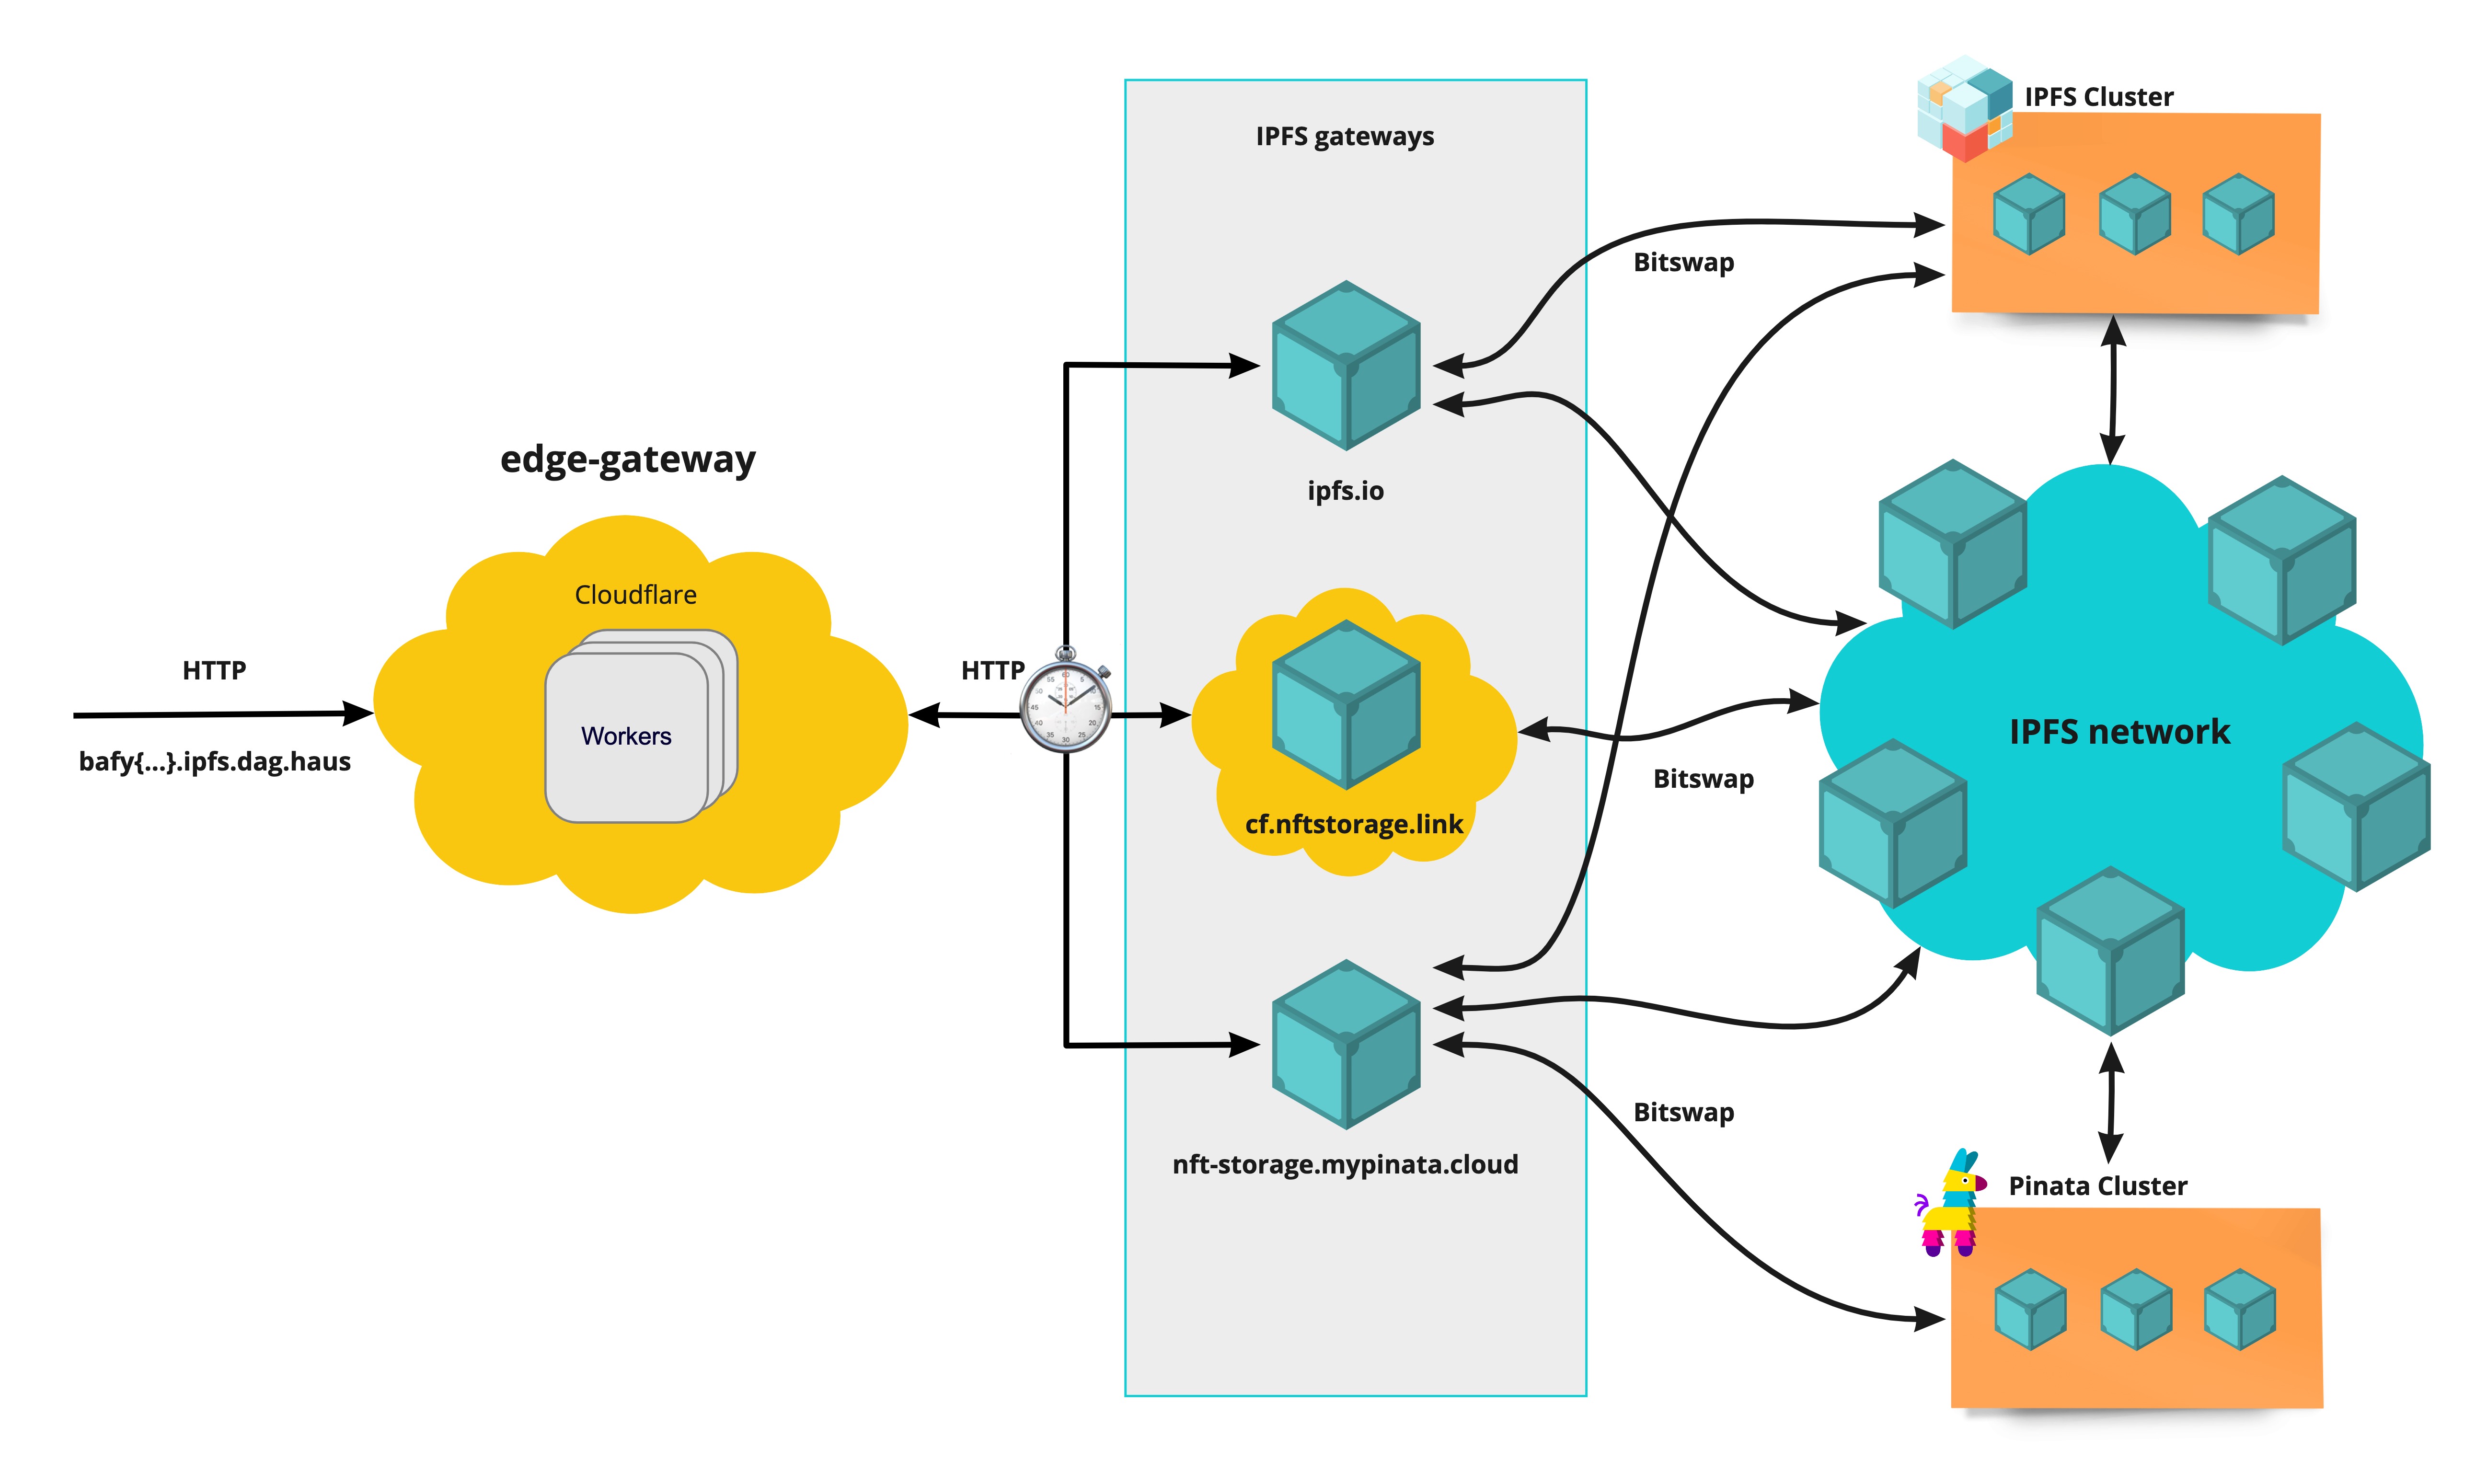 IPFS Cluster
IPFS gateways
Bitswap
edge-gateway
ipfs.io
Cloudflare
HTTP
HTTP
Workers
bafy{...}.ipfs.dag.haus
IPFS network
Bitswap
cf.nftstorage.link
Bitswap
nft-storage.mypinata.cloud
Pinata Cluster